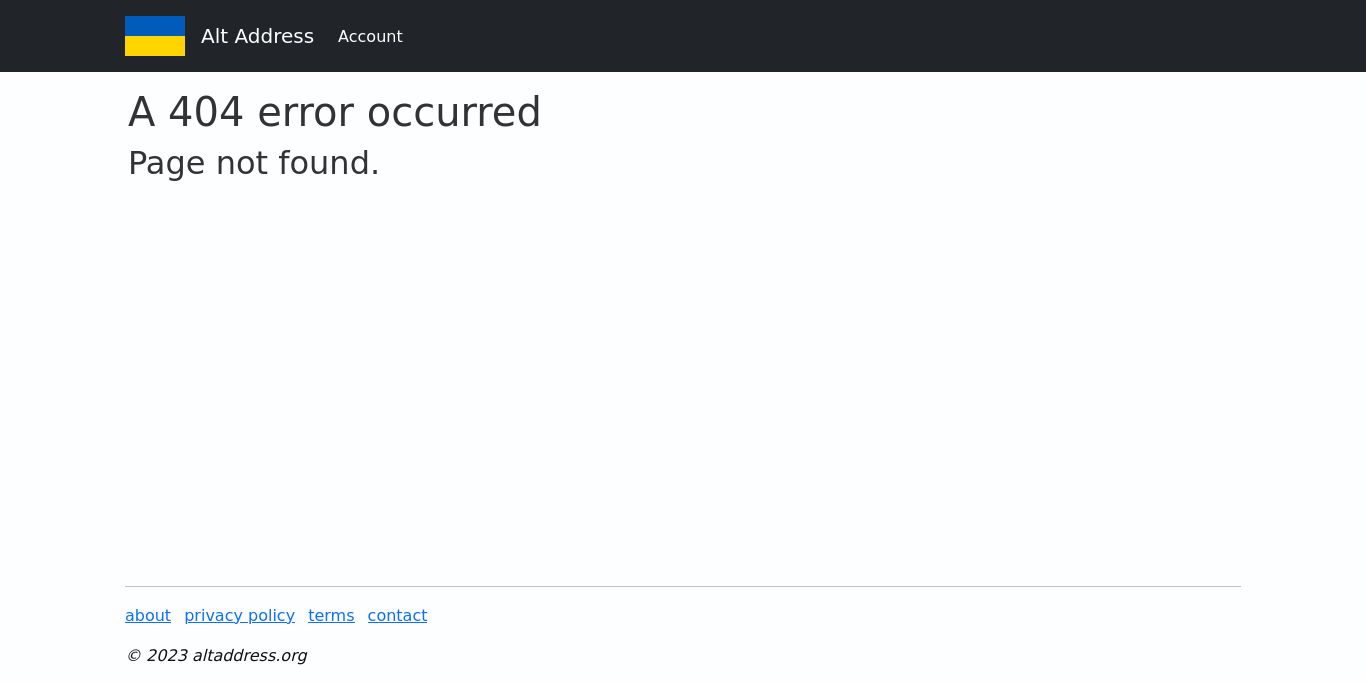 Alt Address Account
A 404 error occurred
Page not found.
about privacy policy terms contact
© 2023 altaddress.org